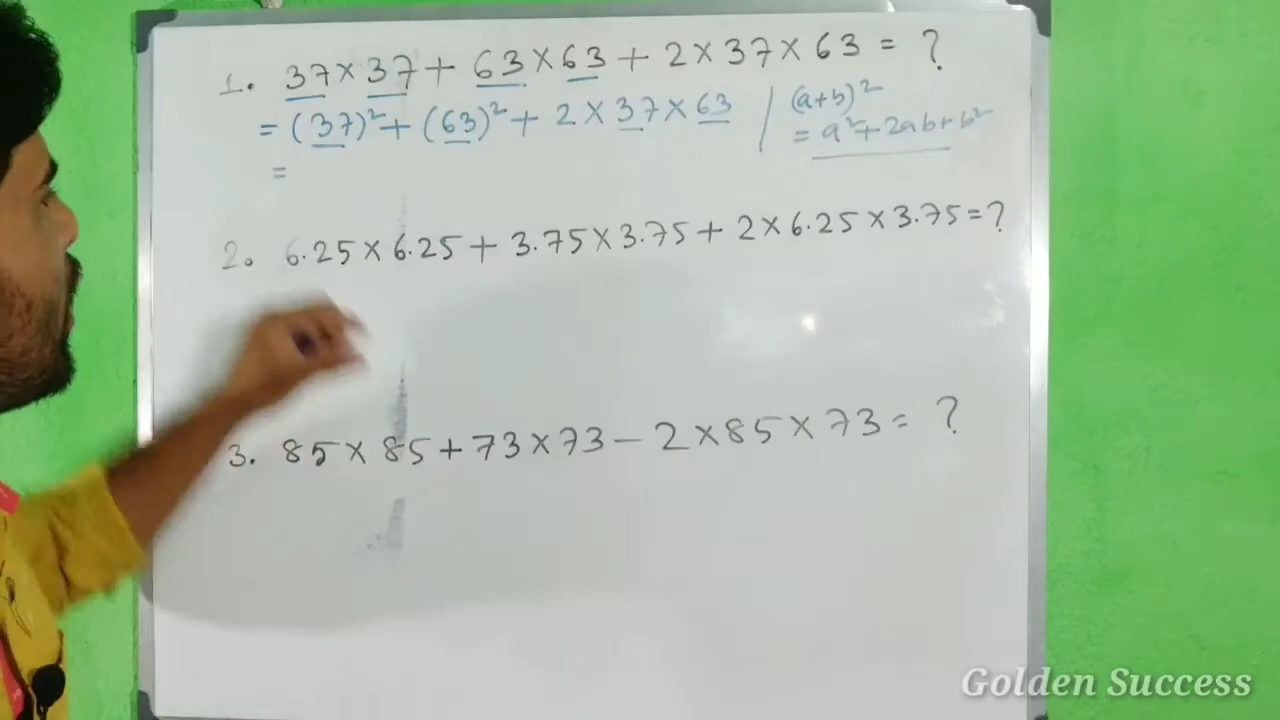 1. 37×37+63×63+2×37×63 = ?
= (37)²+(63)²+ 2×37×63 / (a+b)²
= a²+2ab+b²
=
2. 6.25×6.25+3.75×3.75+2×6.25×3.75=?
3. 85×85+73×73-2×85×73= ?
Golden Success